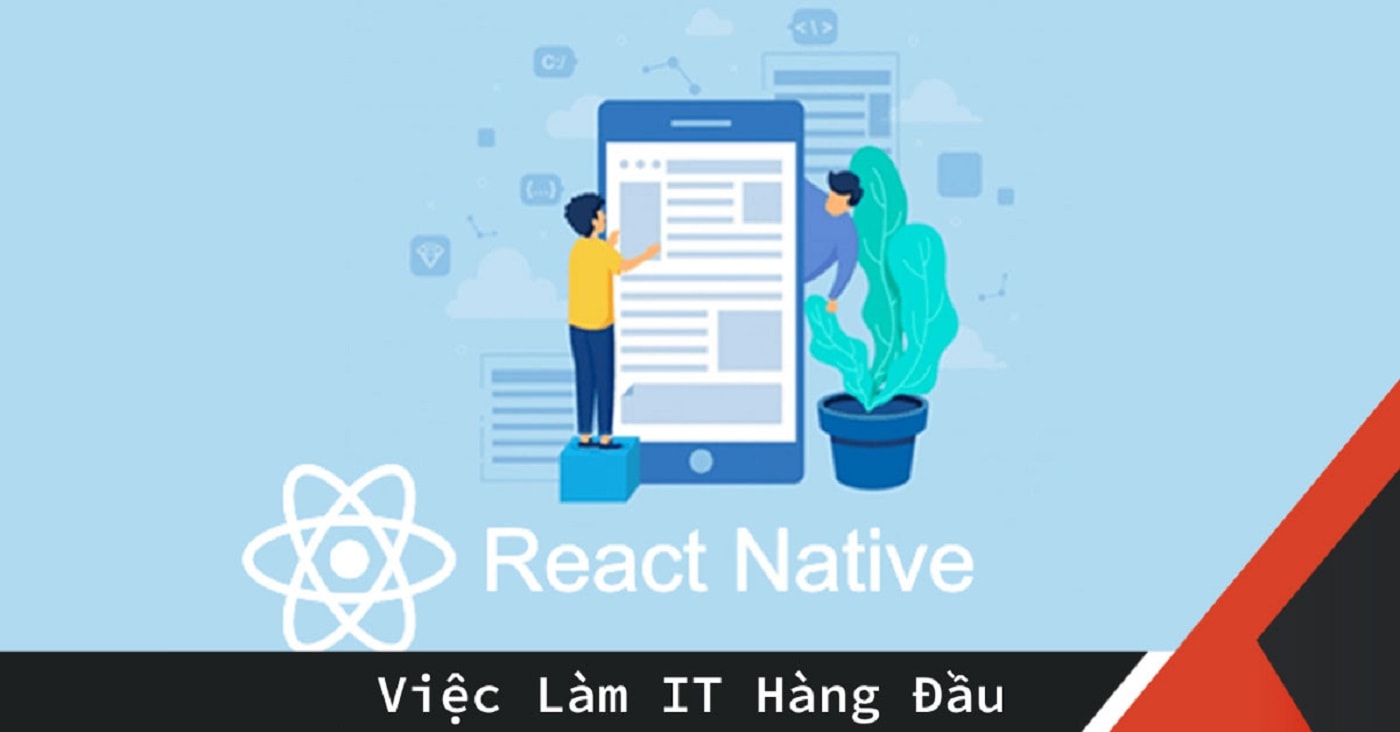 <\>
C:/
{...}
React Native
Việc Làm IT Hàng Đầu